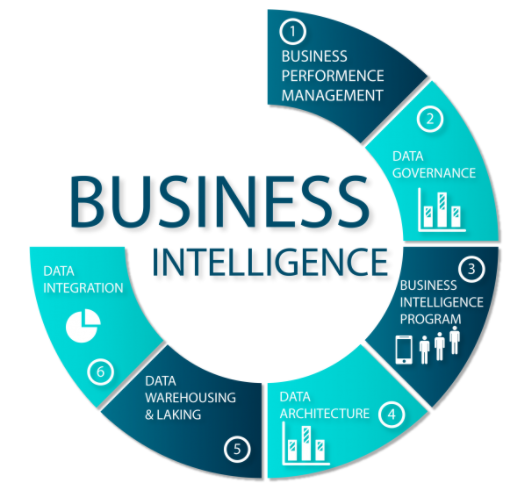 BUSINESS
INTELLIGENCE
1
BUSINESS
PERFORMENCE
MANAGEMENT
2
DATA
GOVERNANCE
3
BUSINESS
INTELLIGENCE
PROGRAM
DATA
ARCHITECTURE 4
DATA
WAREHOUSING
& LAKING
5
DATA
INTEGRATION
6